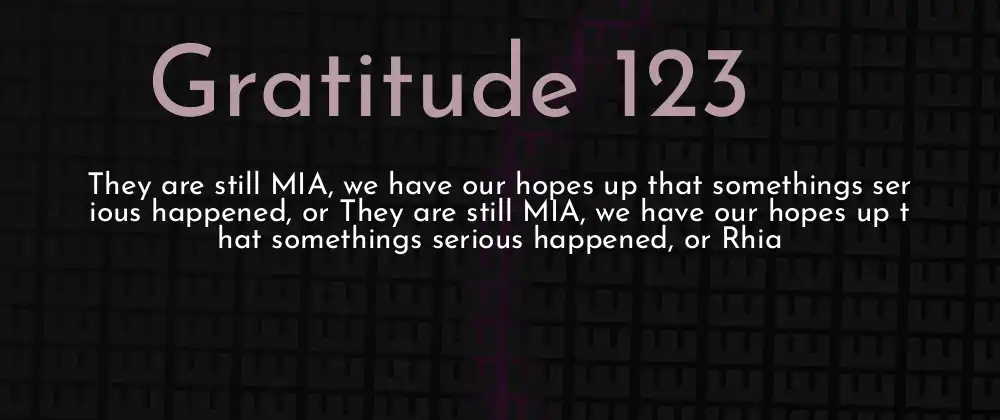 Gratitude 123
They are still MIA, we have our hopes up that somethings ser
ious happened, or They are still MIA, we have our hopes up t
hat somethings serious happened, or Rhia